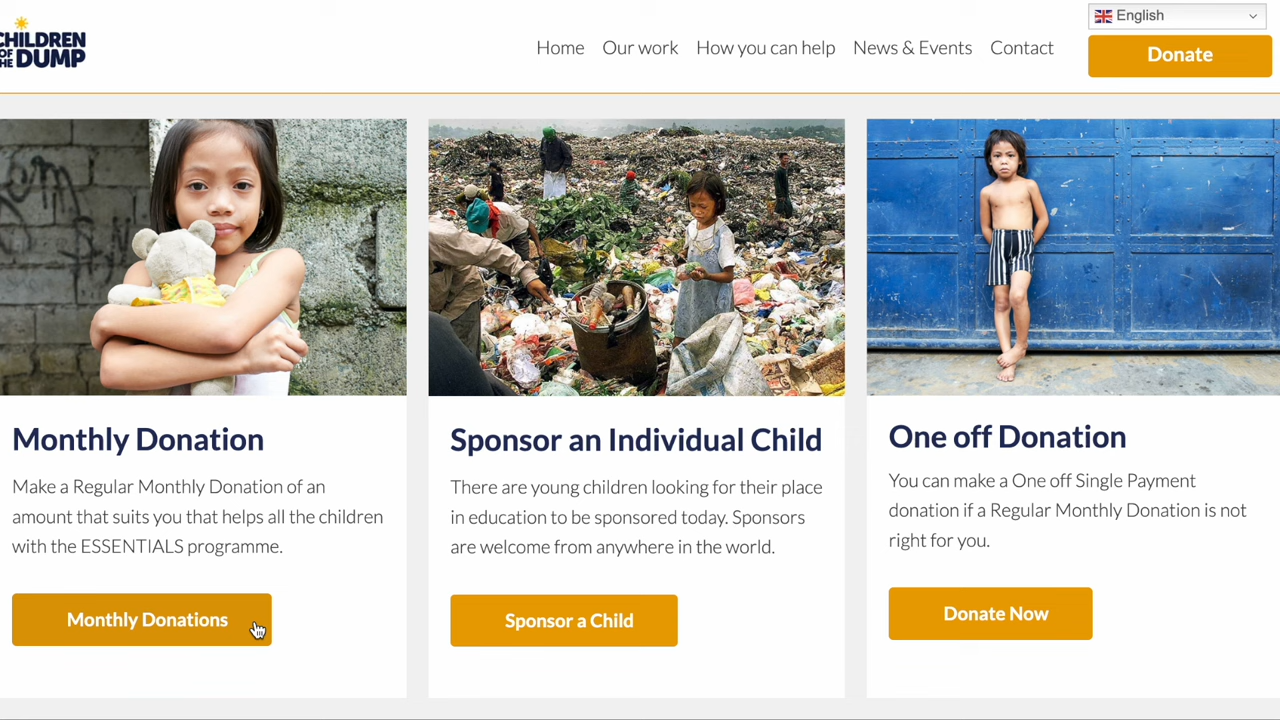 CHILDREN
OF THE DUMP
Home Our work How you can help News & Events Contact
English
Donate
Monthly Donation
Make a Regular Monthly Donation of an
amount that suits you that helps all the children
with the ESSENTIALS programme.
Monthly Donations
Sponsor an Individual Child
There are young children looking for their place
in education to be sponsored today. Sponsors
are welcome from anywhere in the world.
Sponsor a Child
One off Donation
You can make a One off Single Payment
donation if a Regular Monthly Donation is not
right for you.
Donate Now